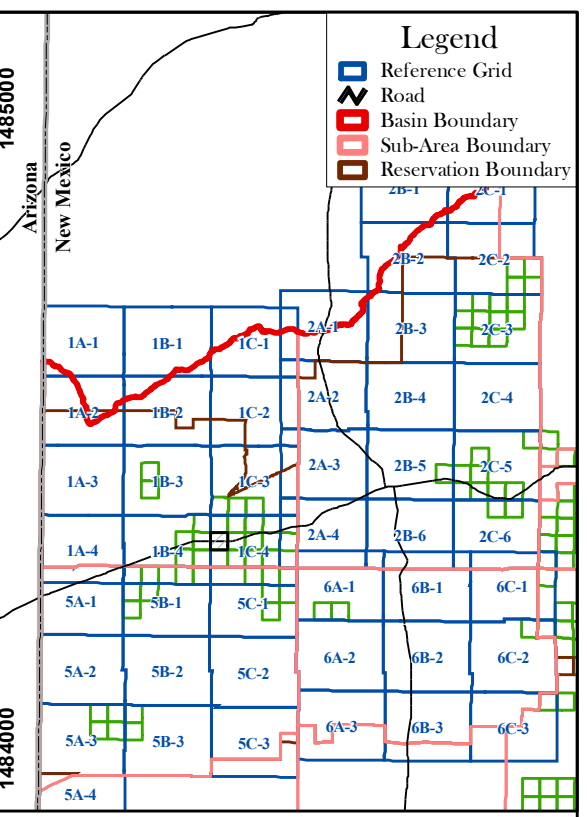 Legend
Reference Grid
Road
Basin Boundary
Sub-Area Boundary
Reservation Boundary
1485000
Arizona
New Mexico
2B-1 2C-1
2B-2 2C-2
1A-1 1B-1 1C-1 2A-1 2B-3 2C-3
1A-2 1B-2 1C-2 2A-2 2B-4 2C-4
1A-3 1B-3 1C-3 2A-3 2B-5 2C-5
1A-4 1B-4 1C-4 2A-4 2B-6 2C-6
5A-1 5B-1 5C-1 6A-1 6B-1 6C-1
5A-2 5B-2 5C-2 6A-2 6B-2 6C-2
5A-3 5B-3 5C-3 6A-3 6B-3 6C-3
1484000
5A-4